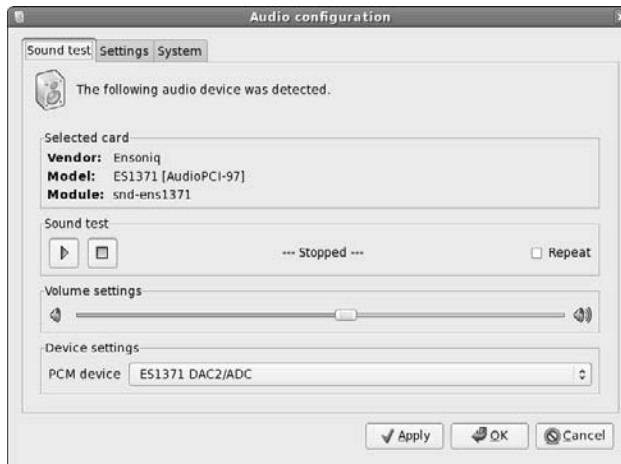 Audio configuration
Sound test Settings System
The following audio device was detected.
Selected card
Vendor: Ensoniq
Model: ES1371 [AudioPCI-97]
Module: snd-ens1371
Sound test
--- Stopped --- Repeat
Volume settings
Device settings
PCM device ES1371 DAC2/ADC
Apply OK Cancel